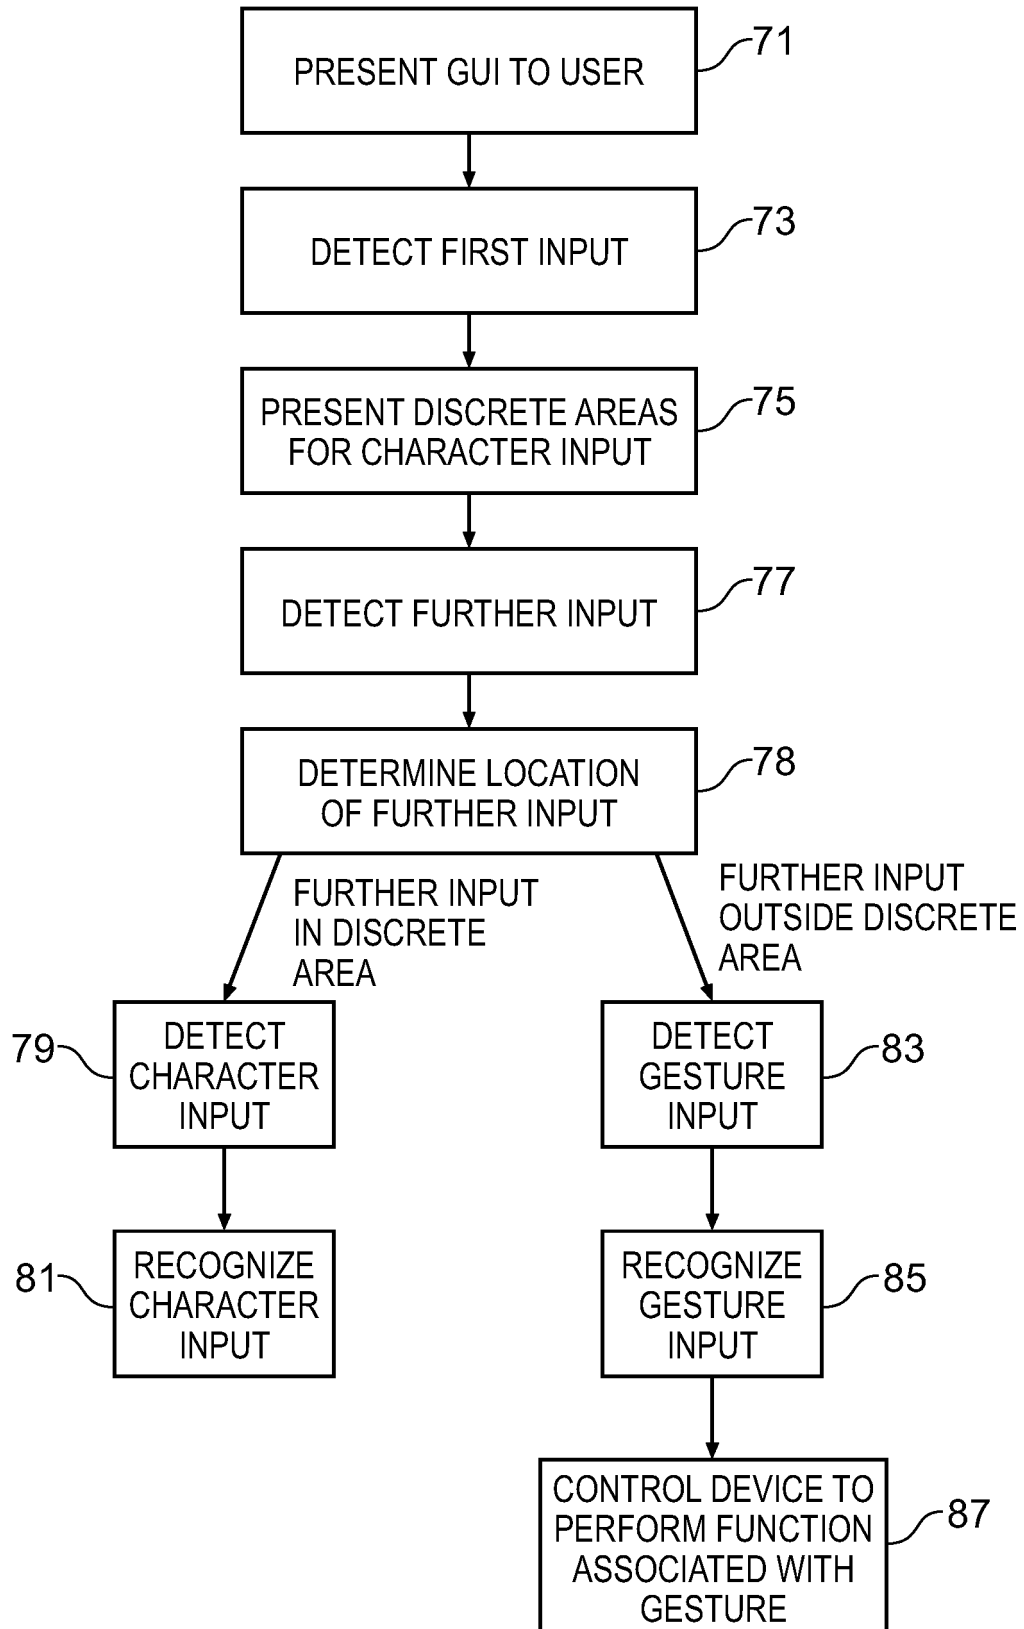 PRESENT GUI TO USER
71
DETECT FIRST INPUT
73
PRESENT DISCRETE AREAS
FOR CHARACTER INPUT
75
DETECT FURTHER INPUT
77
DETERMINE LOCATION
OF FURTHER INPUT
78
FURTHER INPUT
IN DISCRETE
AREA
FURTHER INPUT
OUTSIDE DISCRETE
AREA
79
DETECT
CHARACTER
INPUT
DETECT
GESTURE
INPUT
83
81
RECOGNIZE
CHARACTER
INPUT
RECOGNIZE
GESTURE
INPUT
85
CONTROL DEVICE TO
PERFORM FUNCTION
ASSOCIATED WITH
GESTURE
87